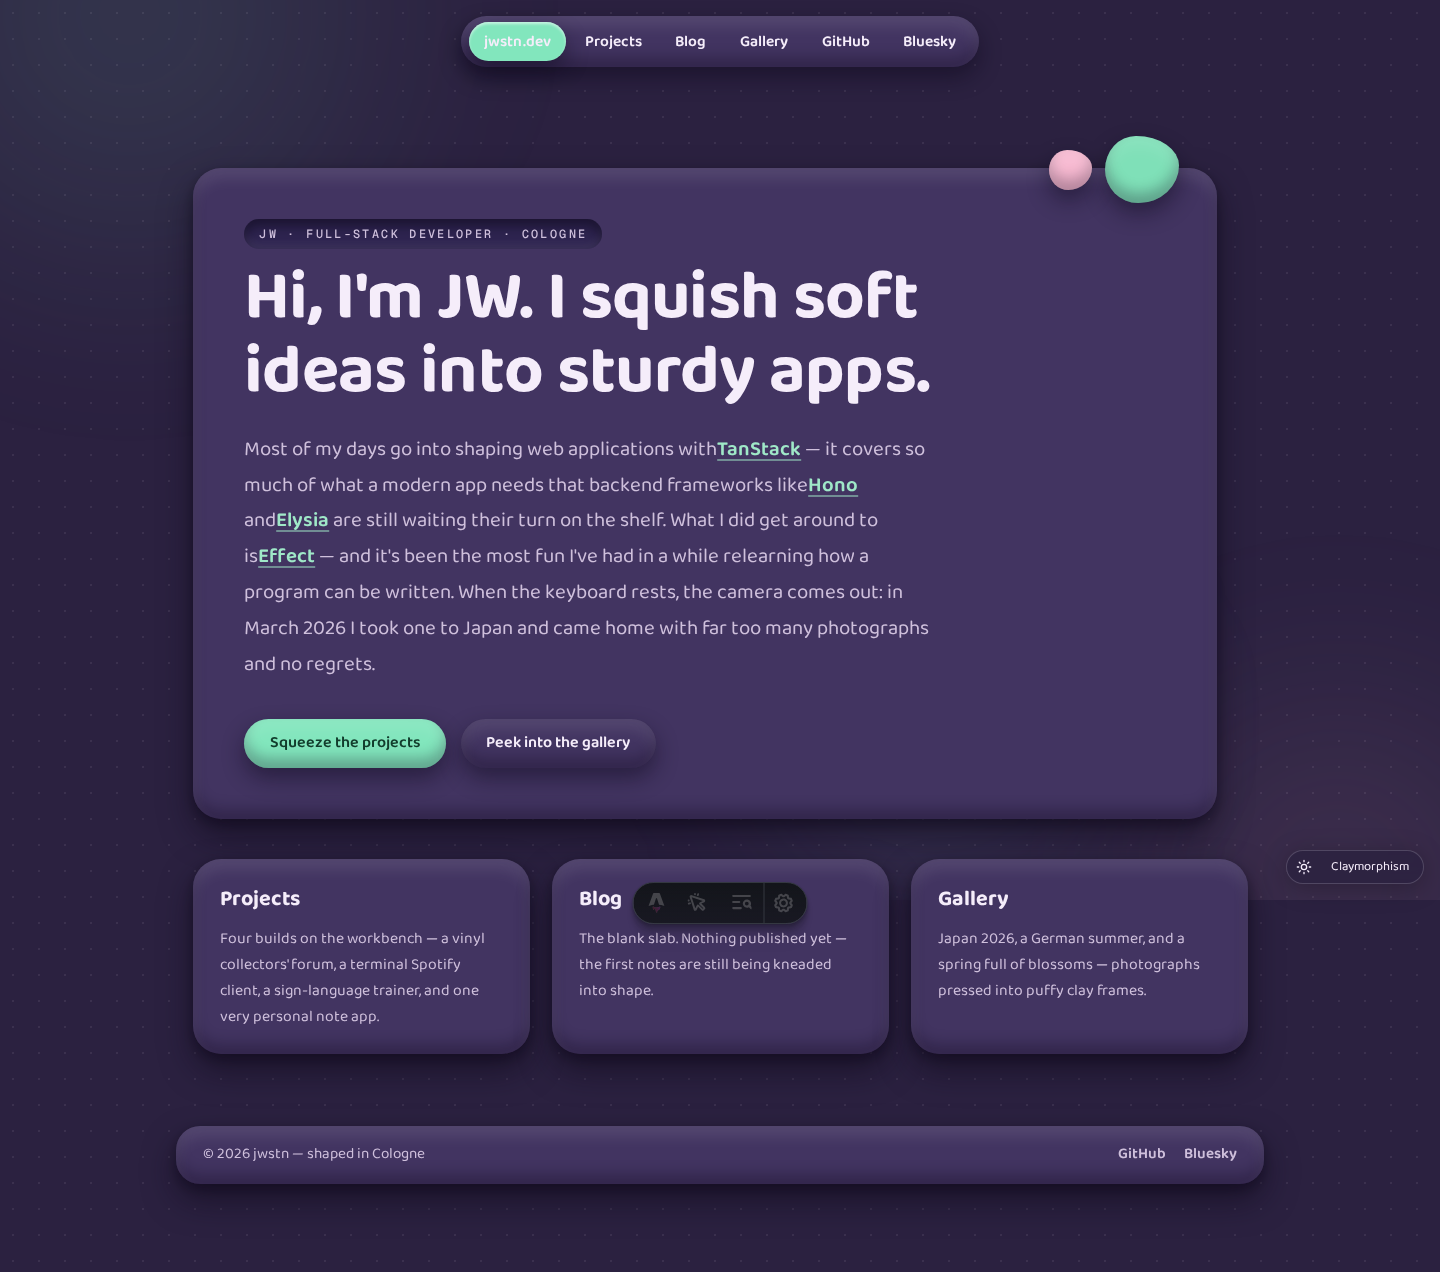 jwstn.dev Projects Blog Gallery GitHub Bluesky
JW · FULL-STACK DEVELOPER · COLOGNE
Hi, I'm JW. I squish soft
ideas into sturdy apps.
Most of my days go into shaping web applications withTanStack — it covers so
much of what a modern app needs that backend frameworks likeHono
andElysia are still waiting their turn on the shelf. What I did get around to
isEffect — and it's been the most fun I've had in a while relearning how a
program can be written. When the keyboard rests, the camera comes out: in
March 2026 I took one to Japan and came home with far too many photographs
and no regrets.
Squeeze the projects
Peek into the gallery
Claymorphism
Projects
Four builds on the workbench — a vinyl
collectors' forum, a terminal Spotify
client, a sign-language trainer, and one
very personal note app.
Blog
The blank slab. Nothing published yet —
the first notes are still being kneaded
into shape.
Gallery
Japan 2026, a German summer, and a
spring full of blossoms — photographs
pressed into puffy clay frames.
© 2026 jwstn — shaped in Cologne
GitHub Bluesky